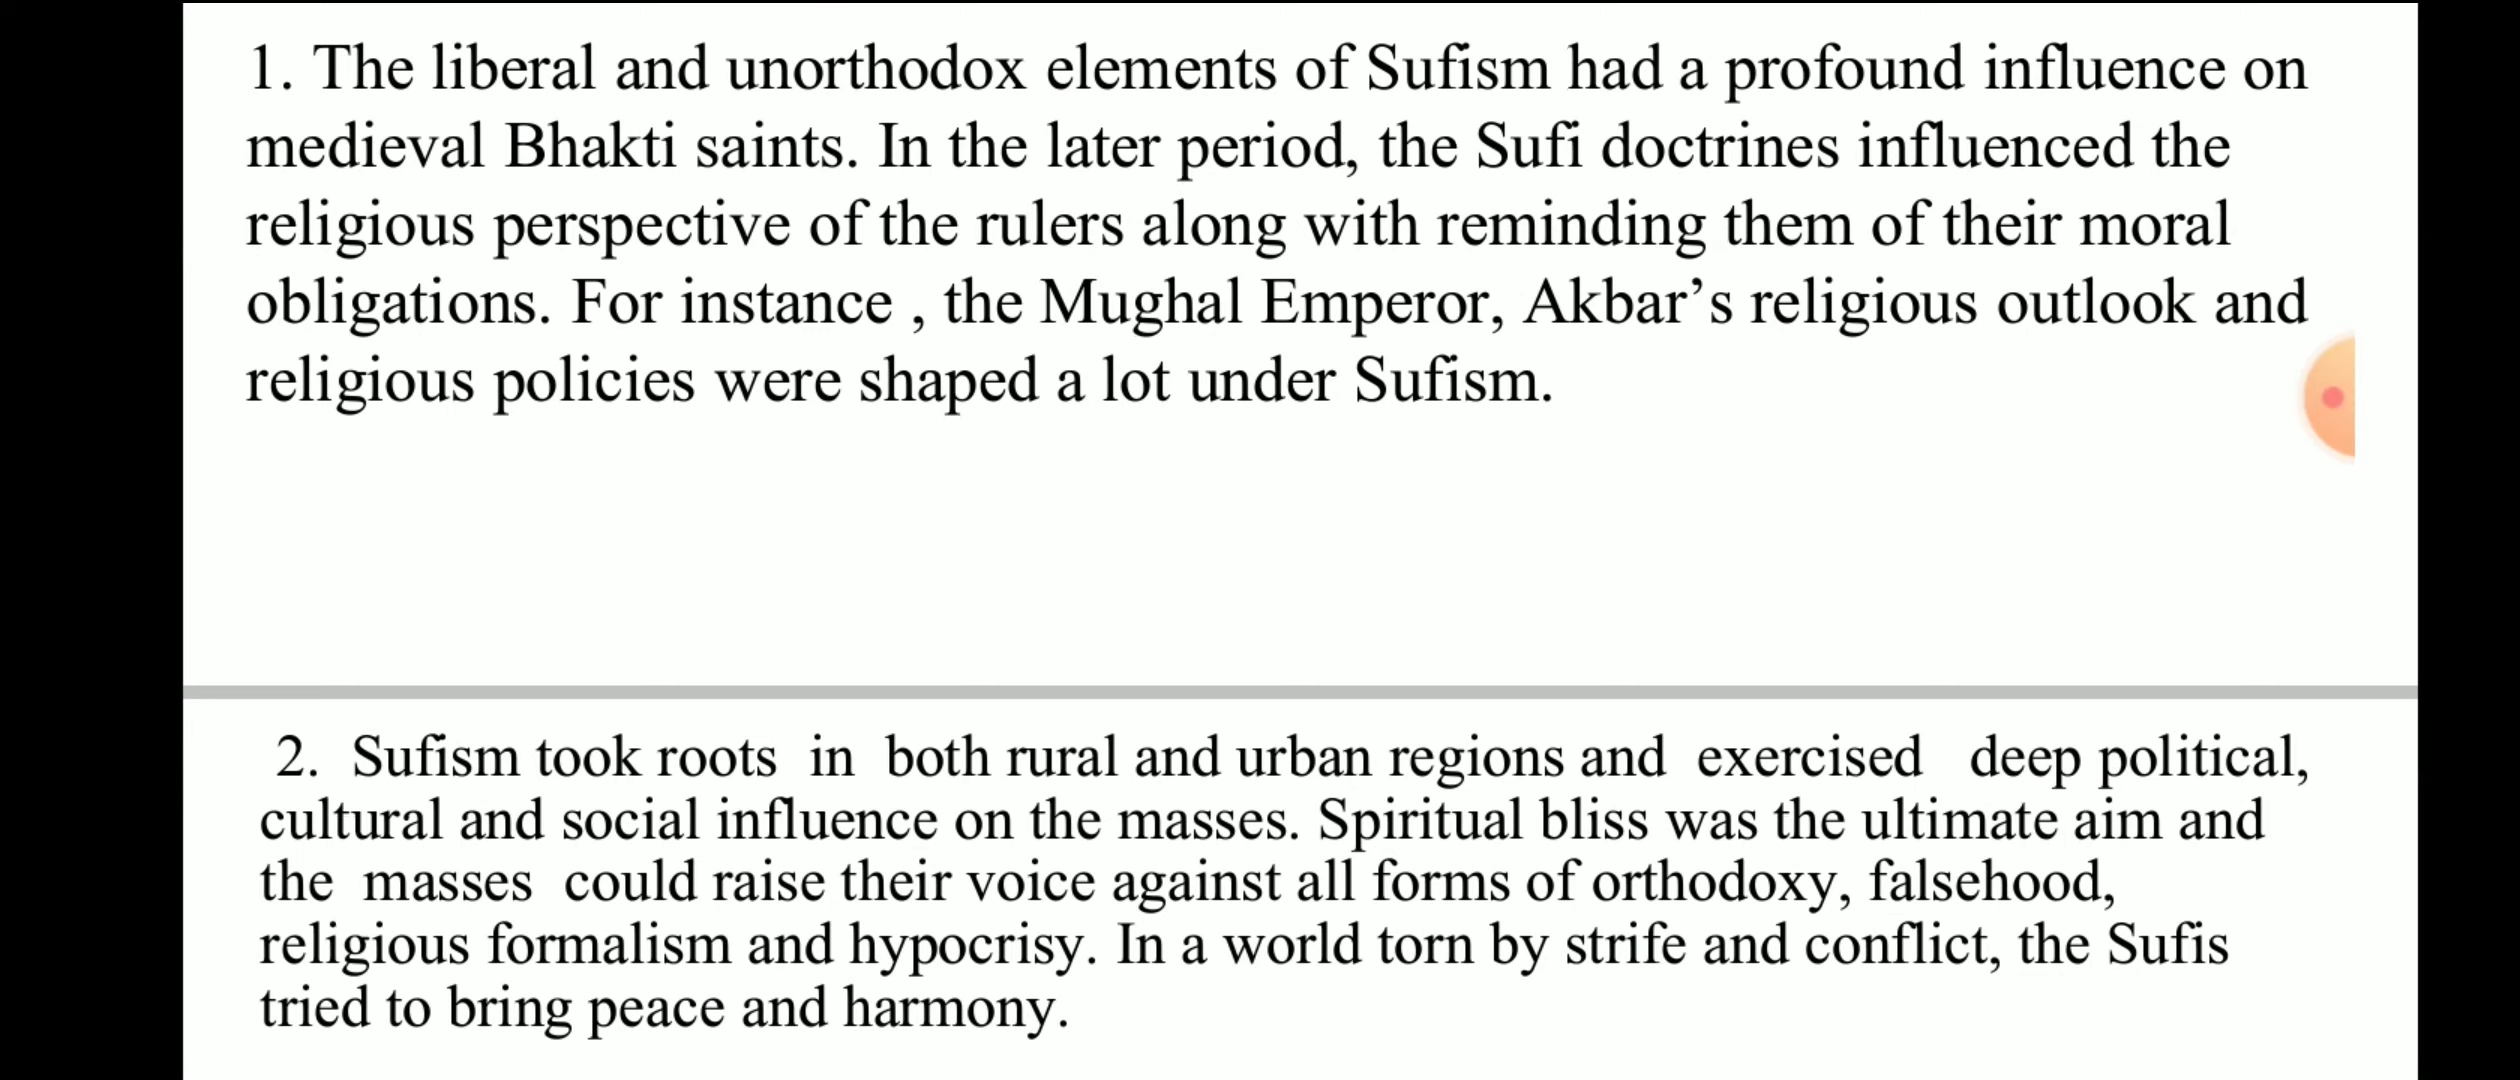 1. The liberal and unorthodox elements of Sufism had a profound influence on
medieval Bhakti saints. In the later period, the Sufi doctrines influenced the
religious perspective of the rulers along with reminding them of their moral
obligations. For instance , the Mughal Emperor, Akbar’s religious outlook and
religious policies were shaped a lot under Sufism.
2. Sufism took roots in both rural and urban regions and exercised deep political,
cultural and social influence on the masses. Spiritual bliss was the ultimate aim and
the masses could raise their voice against all forms of orthodoxy, falsehood,
religious formalism and hypocrisy. In a world torn by strife and conflict, the Sufis
tried to bring peace and harmony.